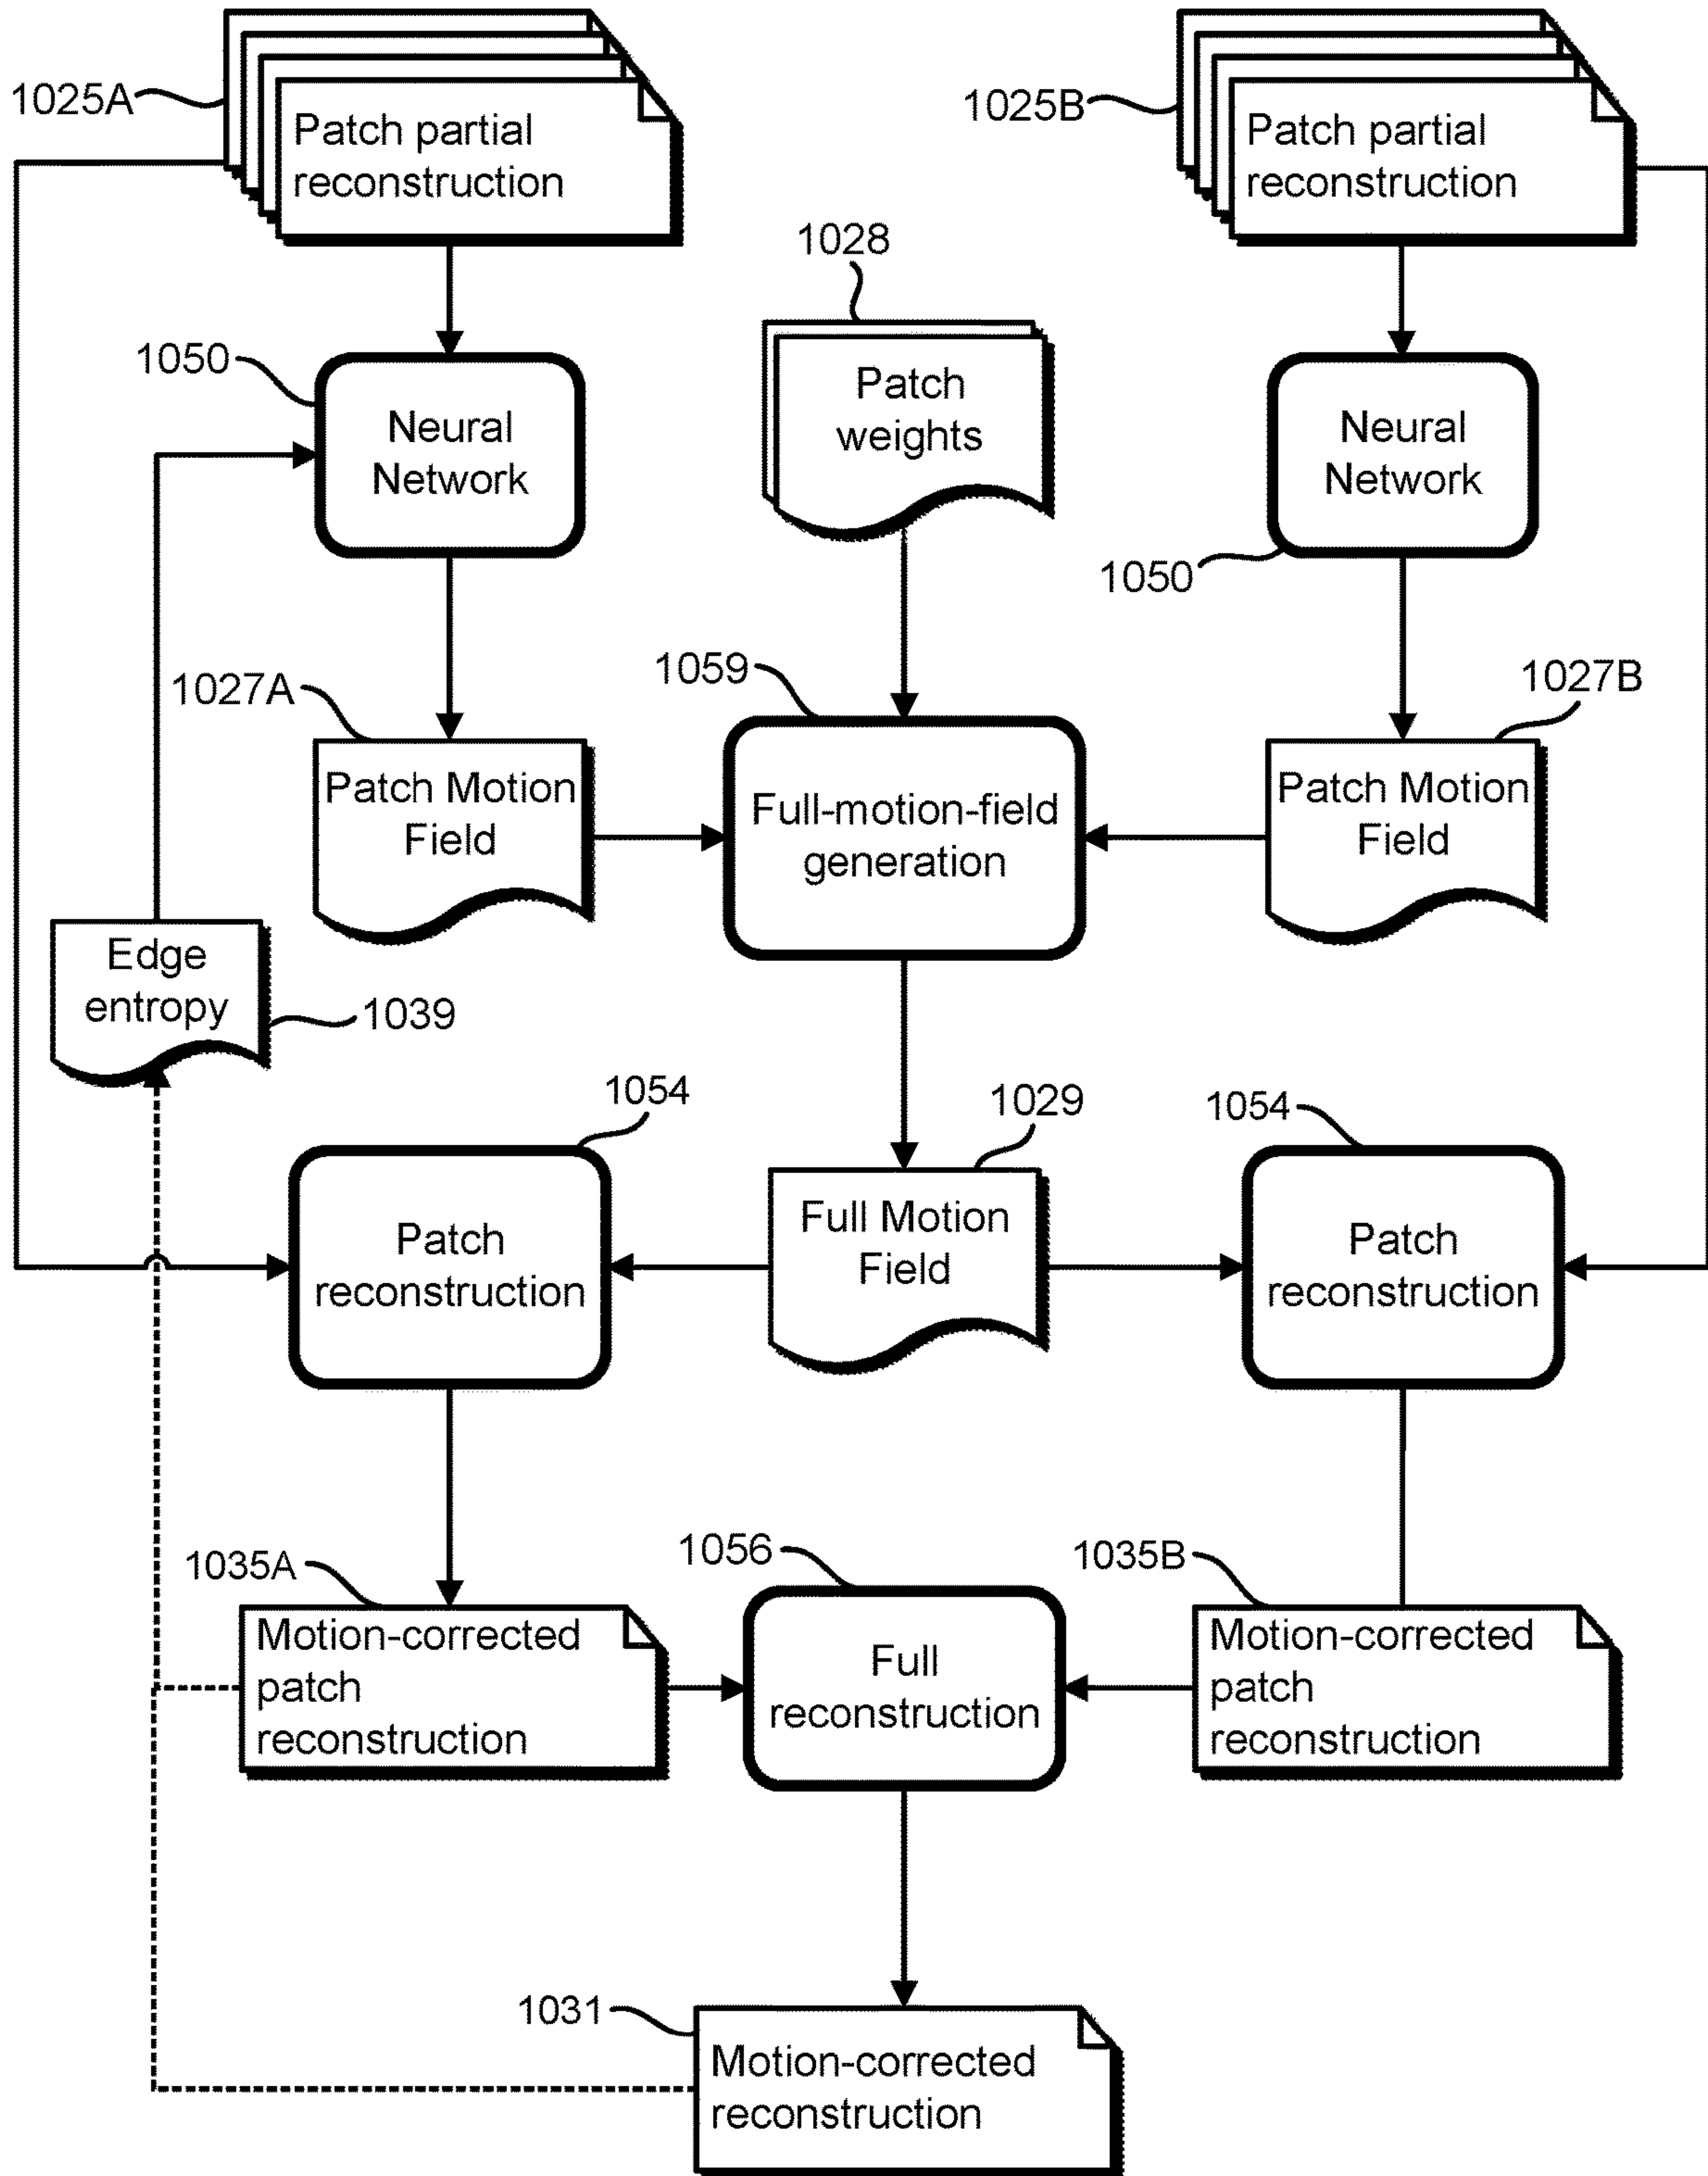 1025A
Patch partial
reconstruction
1025B
Patch partial
reconstruction
1028
Patch
weights
1050
Neural
Network
Neural
Network
1050
1027A
Patch Motion
Field
1059
Full-motion-field
generation
1027B
Patch Motion
Field
Edge
entropy
1039
1054
Patch
reconstruction
1029
Full Motion
Field
1054
Patch
reconstruction
1035A
Motion-corrected
patch
reconstruction
1056
Full
reconstruction
1035B
Motion-corrected
patch
reconstruction
1031
Motion-corrected
reconstruction